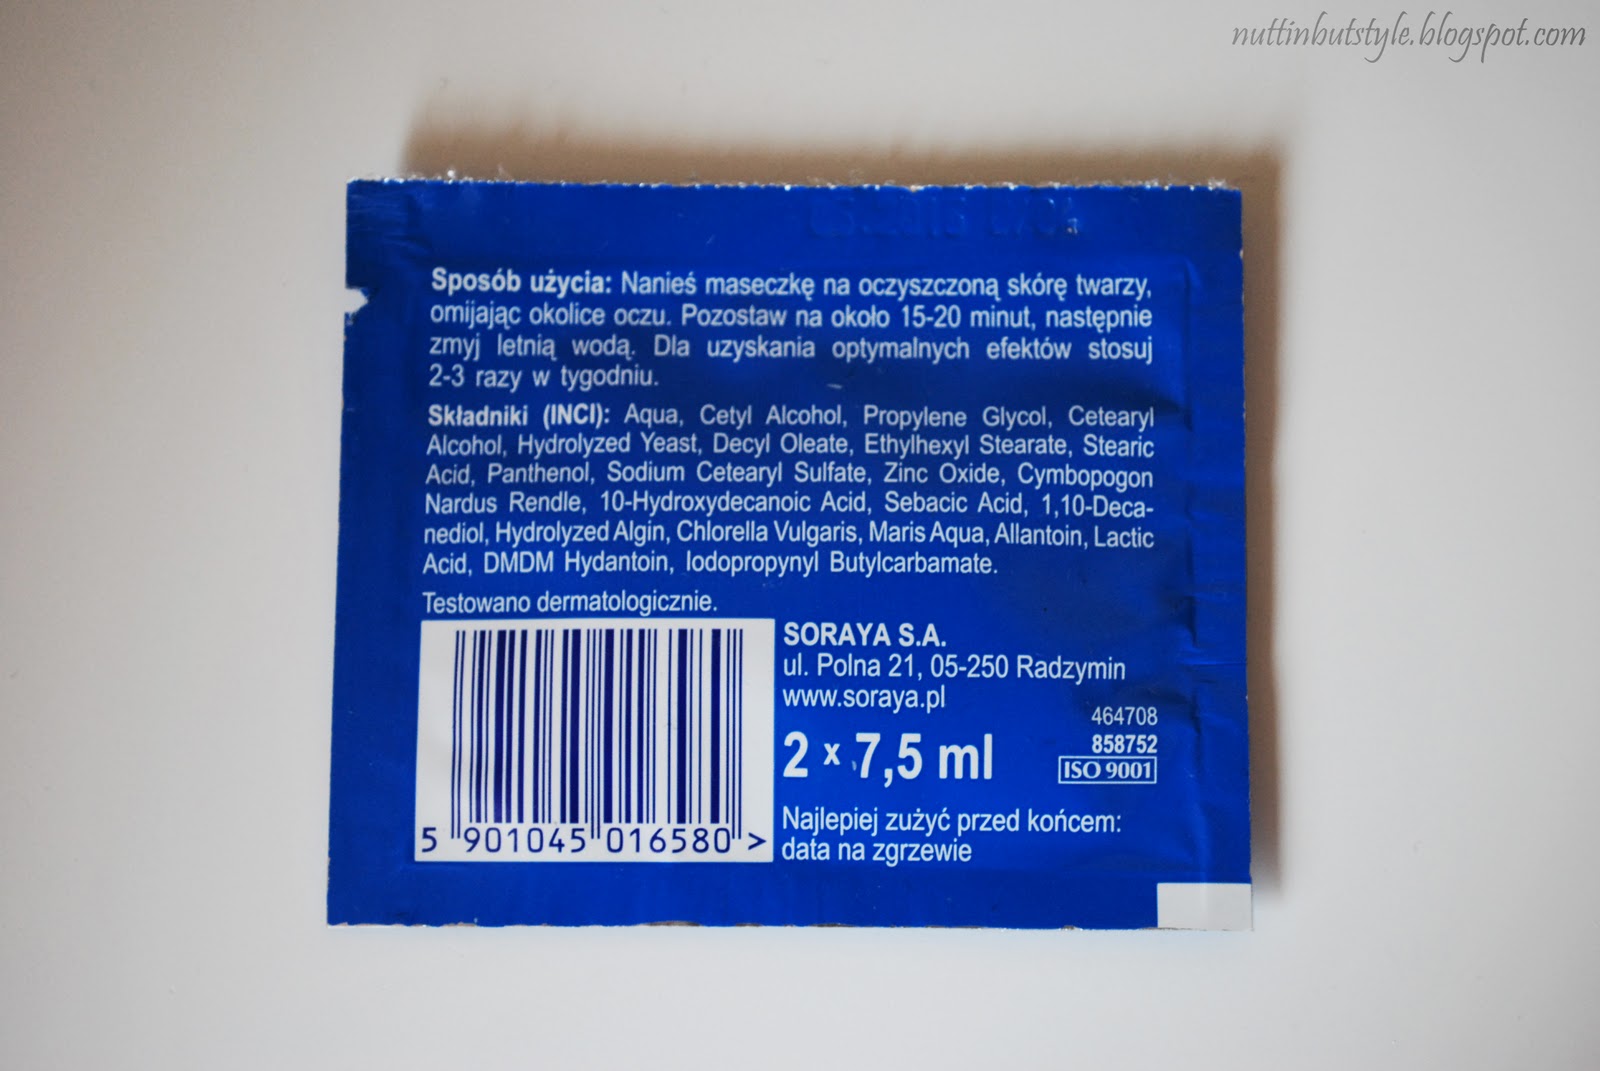 nuttinbutstyle.blogspot.com
Sposób użycia: Nanieś maseczkę na oczyszczoną skórę twarzy,
omijając okolice oczu. Pozostaw na około 15-20 minut, następnie
zmyj letnią wodą. Dla uzyskania optymalnych efektów stosuj
2-3 razy w tygodniu.
Składniki (INCI): Aqua, Cetyl Alcohol, Propylene Glycol, Cetearyl
Alcohol, Hydrolyzed Yeast, Decyl Oleate, Ethylhexyl Stearate, Stearic
Acid, Panthenol, Sodium Cetearyl Sulfate, Zinc Oxide, Cymbopogon
Nardus Rendle, 10-Hydroxydecanoic Acid, Sebacic Acid, 1,10-Deca-
nediol, Hydrolyzed Algin, Chlorella Vulgaris, Maris Aqua, Allantoin, Lactic
Acid, DMDM Hydantoin, Iodopropynyl Butylcarbamate.
Testowano dermatologicznie.
SORAYA S.A.
ul. Polna 21, 05-250 Radzymin
www.soraya.pl
464708
858752
ISO 9001
2 x 7,5 ml
Najlepiej zużyć przed końcem:
data na zgrzewie
5 901045 016580 >